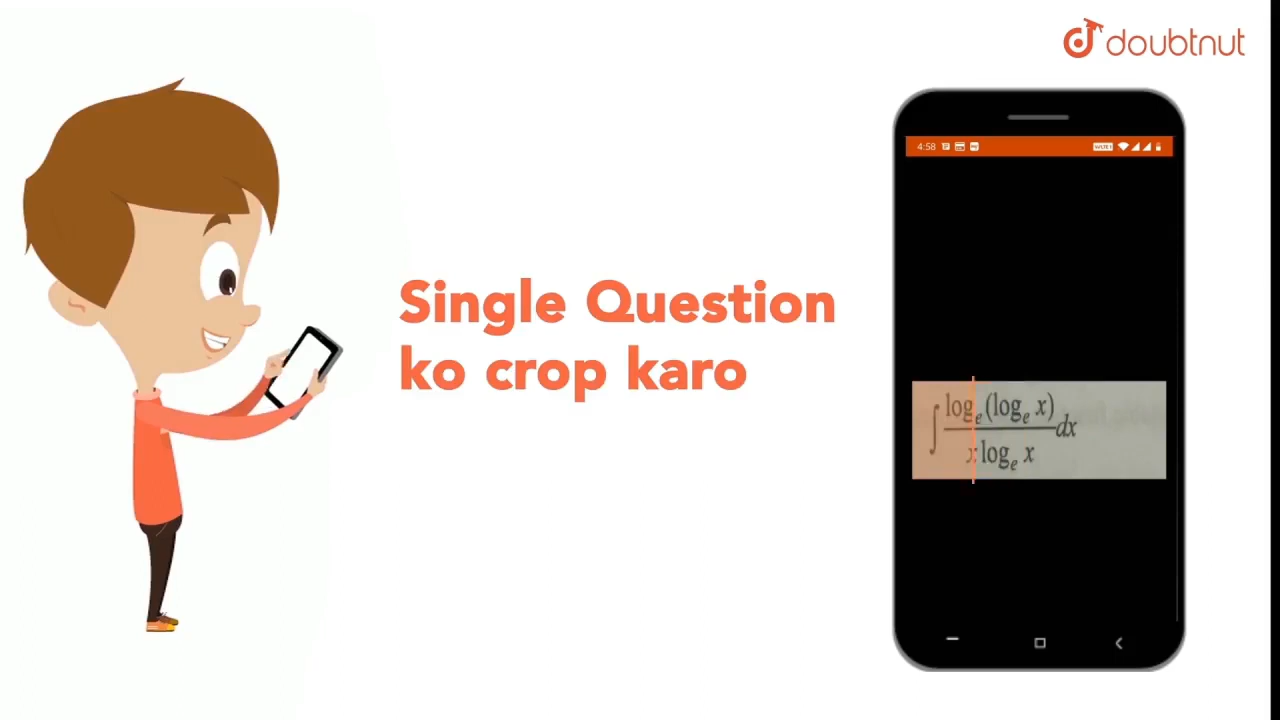 doubtnut
4:58
Single Question
ko crop karo
∫ logₑ (logₑ x) / x logₑ x dx